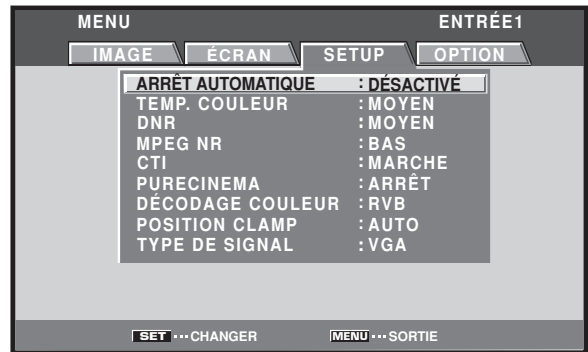 MENU ENTRÉE1
IMAGE ÉCRAN SETUP OPTION
ARRÊT AUTOMATIQUE : DÉSACTIVÉ
TEMP. COULEUR : MOYEN
DNR : MOYEN
MPEG NR : BAS
CTI : MARCHE
PURECINEMA : ARRÊT
DÉCODAGE COULEUR : RVB
POSITION CLAMP : AUTO
TYPE DE SIGNAL : VGA
SET ••• CHANGER MENU ••• SORTIE